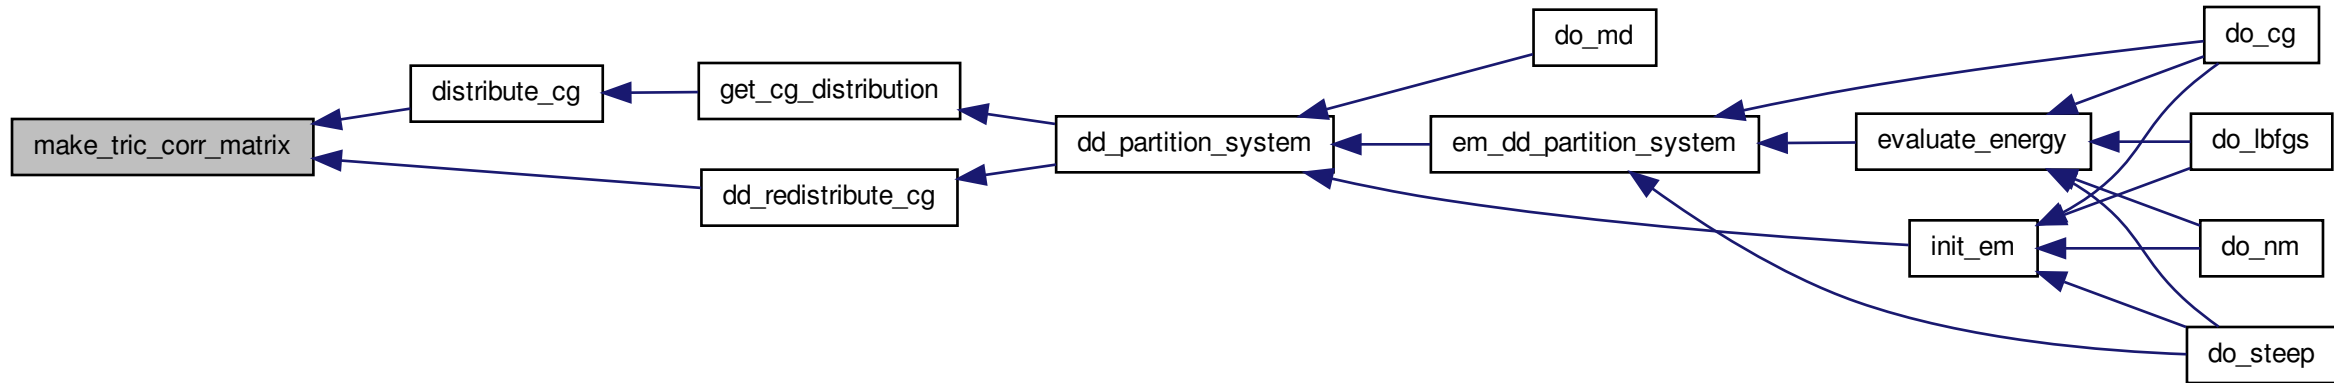 make_tric_corr_matrix
distribute_cg
get_cg_distribution
dd_redistribute_cg
dd_partition_system
do_md
em_dd_partition_system
evaluate_energy
init_em
do_cg
do_lbfgs
do_nm
do_steep